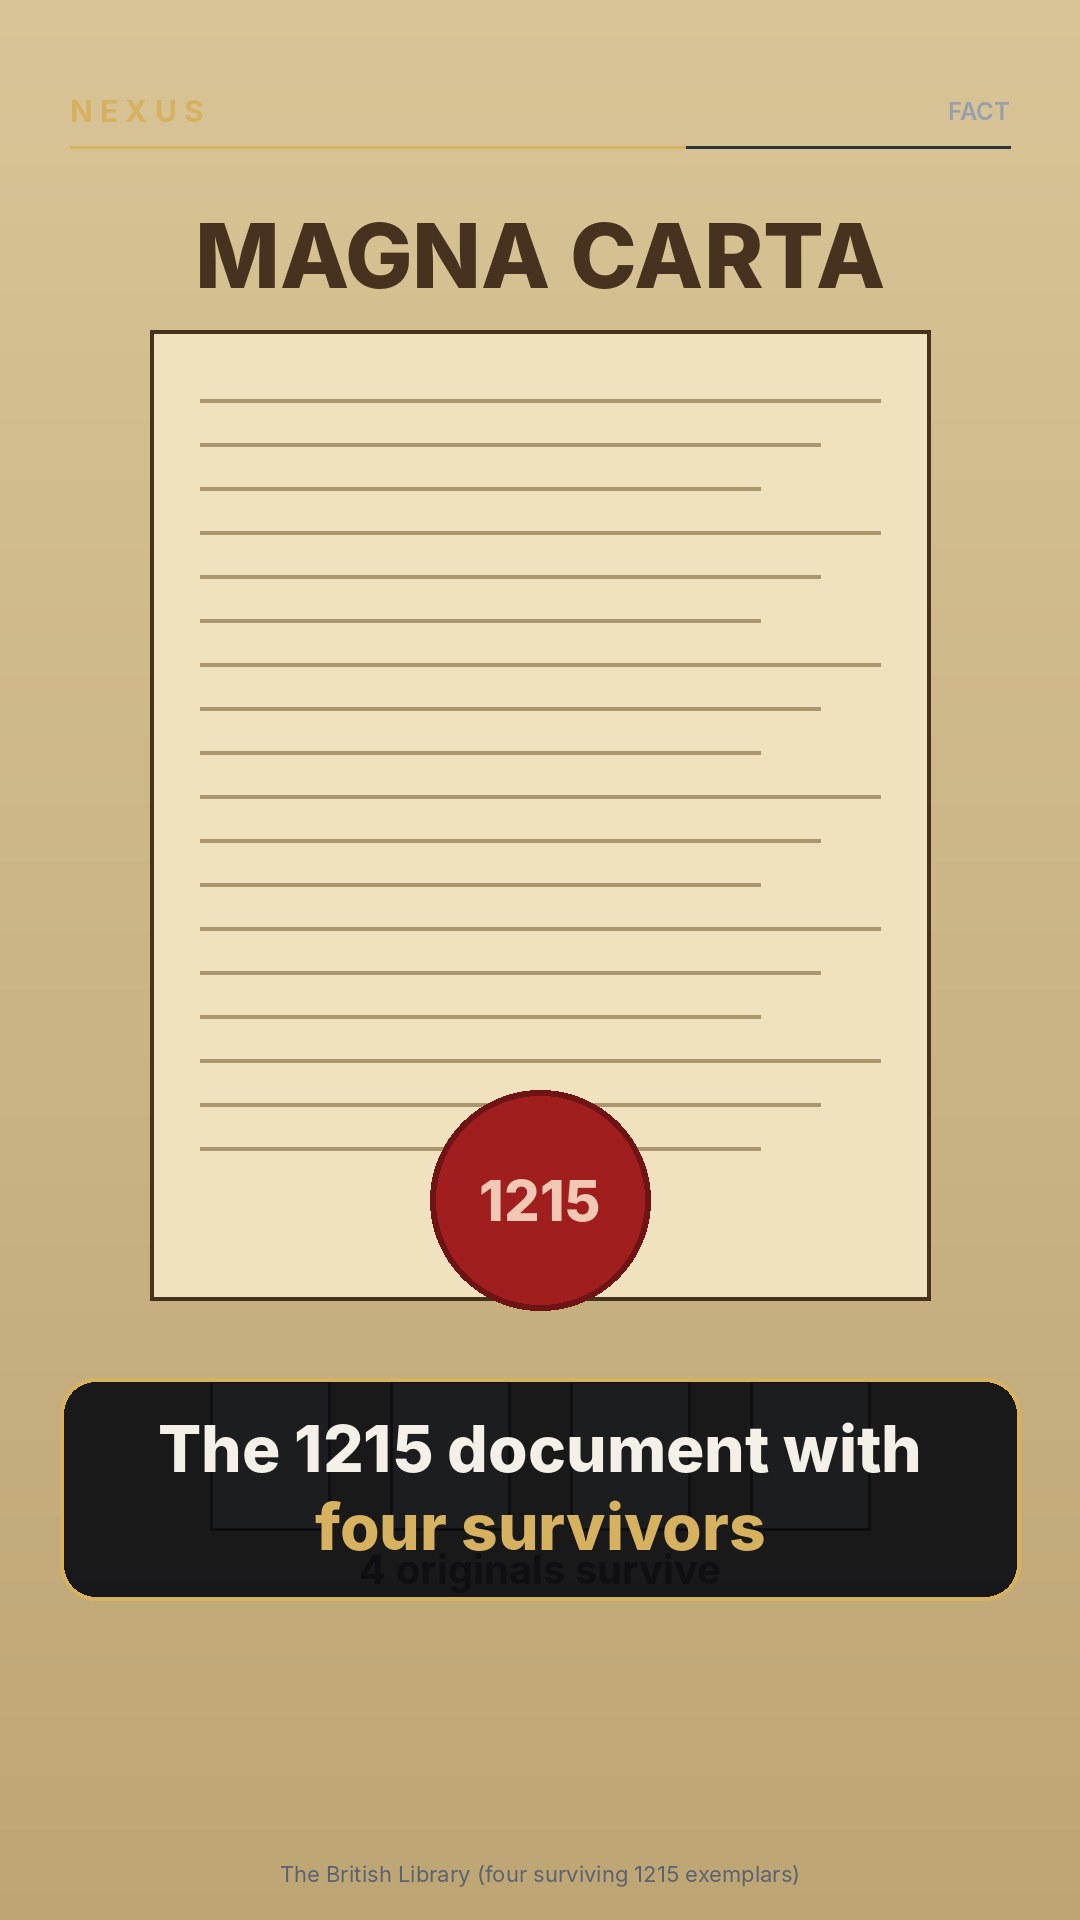 NEXUS
FACT
MAGNA CARTA
1215
The 1215 document with
four survivors
4 originals survive
The British Library (four surviving 1215 exemplars)